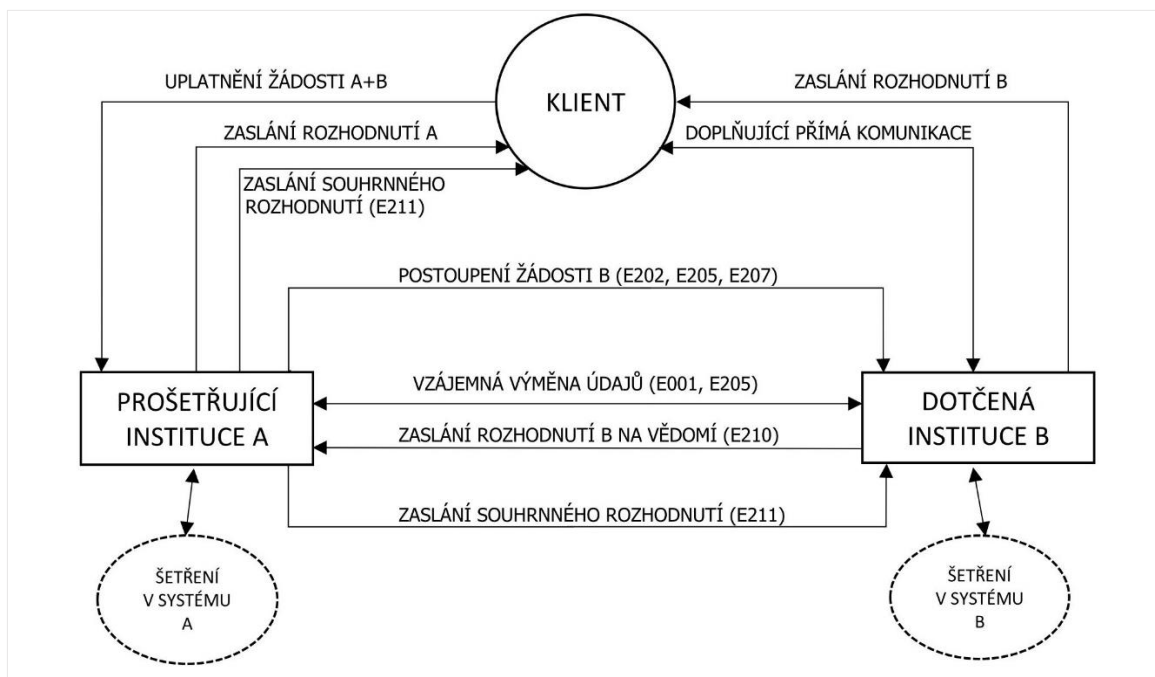 UPLATNĚNÍ ŽÁDOSTI A+B
KLIENT
ZASLÁNÍ ROZHODNUTÍ B
ZASLÁNÍ ROZHODNUTÍ A
DOPLŇUJÍCÍ PŘÍMÁ KOMUNIKACE
ZASLÁNÍ SOUHRNNÉHO
ROZHODNUTÍ (E211)
POSTOUPENÍ ŽÁDOSTI B (E202, E205, E207)
PROŠETŘUJÍCÍ
INSTITUCE A
VZÁJEMNÁ VÝMĚNA ÚDAJŮ (E001, E205)
ZASLÁNÍ ROZHODNUTÍ B NA VĚDOMÍ (E210)
DOTČENÁ
INSTITUCE B
ZASLÁNÍ SOUHRNNÉHO ROZHODNUTÍ (E211)
ŠETŘENÍ
V SYSTÉMU
A
ŠETŘENÍ
V SYSTÉMU
B